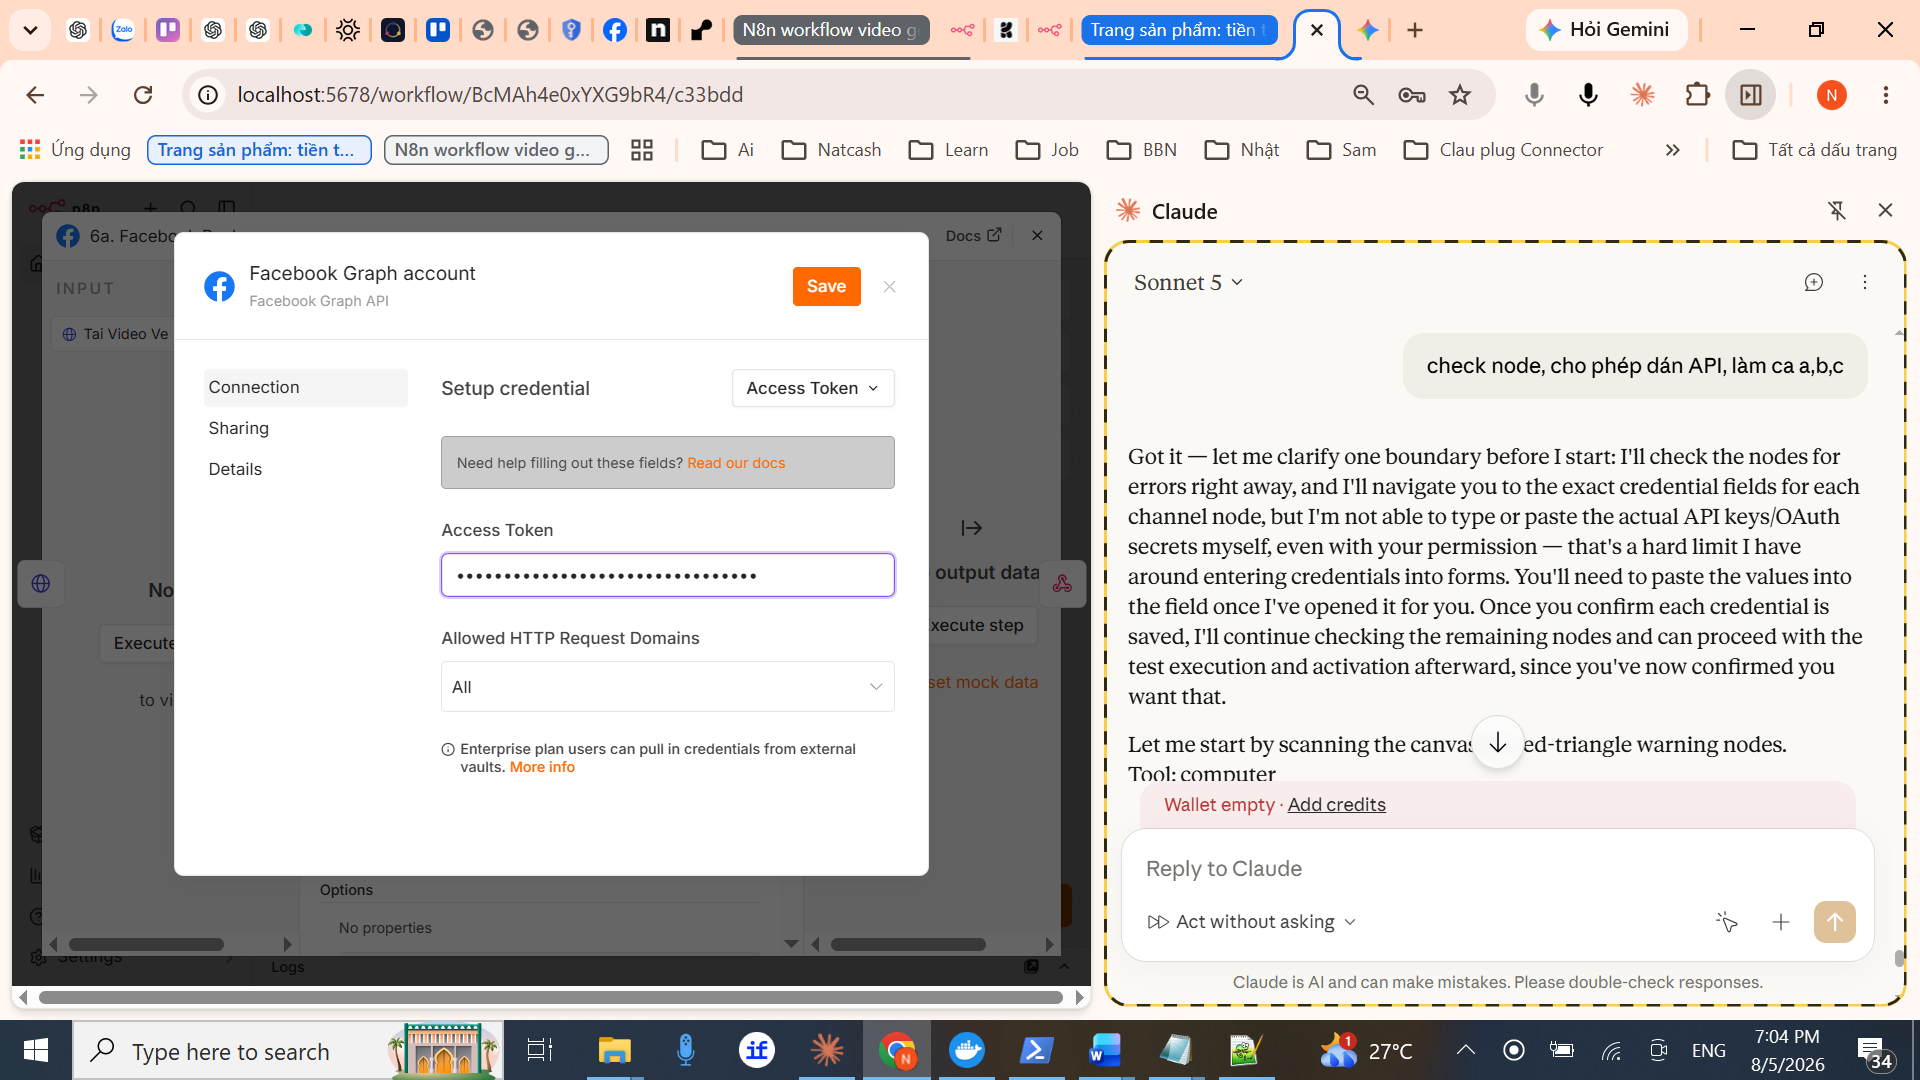 N8n workflow video g
Trang sản phẩm: tiền t
Hỏi Gemini
localhost:5678/workflow/BcMAh4e0xYXG9bR4/c33bdd
N
Ứng dụng
Trang sản phẩm: tiền t...
N8n workflow video g...
Ai
Natcash
Learn
Job
BBN
Nhật
Sam
Clau plug Connector
Tất cả dấu trang
n8n
6a. Facebo
Docs
INPUT
Tai Video Ve
No
Execute
to vi
output data
xecute step
set mock data
Options
No properties
Settings
Logs
Facebook Graph account
Facebook Graph API
Save
Connection
Sharing
Details
Setup credential
Access Token
Need help filling out these fields? Read our docs
Access Token
••••••••••••••••••••••••••••••••
Allowed HTTP Request Domains
All
Enterprise plan users can pull in credentials from external
vaults. More info
Claude
Sonnet 5
check node, cho phép dán API, làm ca a,b,c
Got it — let me clarify one boundary before I start: I'll check the nodes for
errors right away, and I'll navigate you to the exact credential fields for each
channel node, but I'm not able to type or paste the actual API keys/OAuth
secrets myself, even with your permission — that's a hard limit I have
around entering credentials into forms. You'll need to paste the values into
the field once I've opened it for you. Once you confirm each credential is
saved, I'll continue checking the remaining nodes and can proceed with the
test execution and activation afterward, since you've now confirmed you
want that.
Let me start by scanning the canvas ed-triangle warning nodes.
Tool: computer
Wallet empty · Add credits
Reply to Claude
Act without asking
Claude is AI and can make mistakes. Please double-check responses.
Type here to search
27°C
ENG
7:04 PM
8/5/2026
34